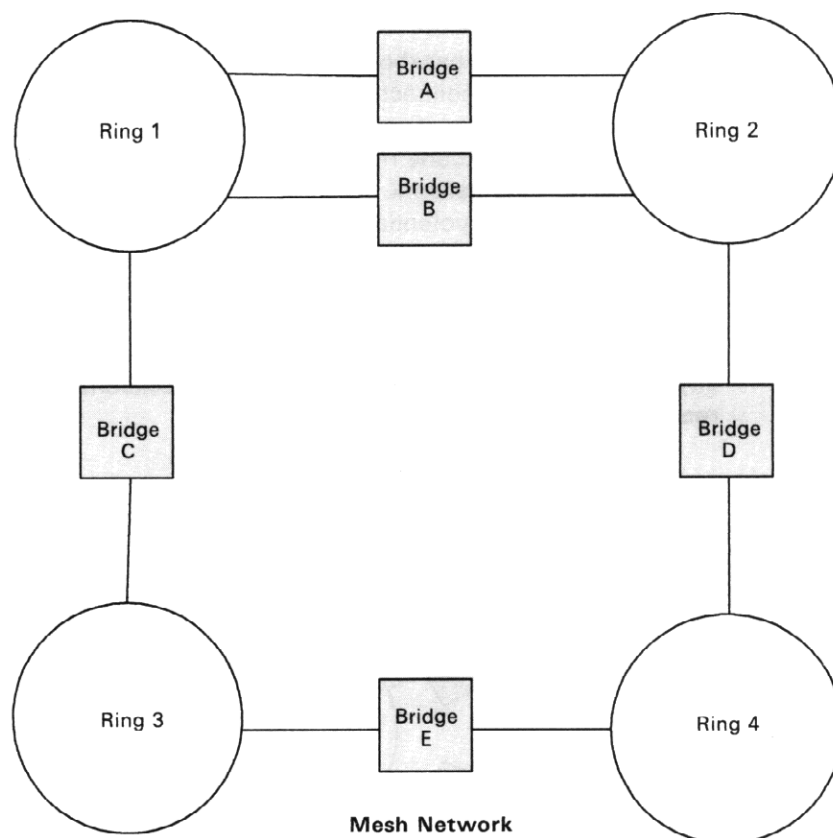 Bridge
A
Ring 1
Ring 2
Bridge
B
Bridge
C
Bridge
D
Ring 3
Bridge
E
Ring 4
Mesh Network